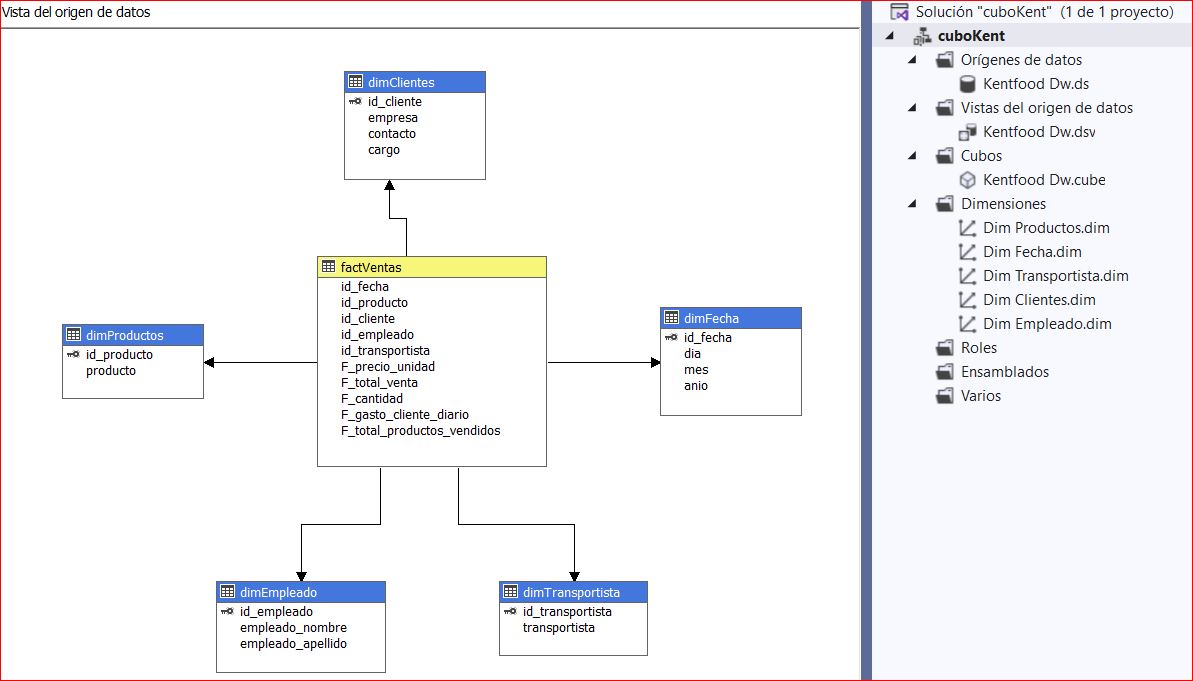 Vista del origen de datos
dimClientes
id_cliente
empresa
contacto
cargo
factVentas
id_fecha
id_producto
id_cliente
id_empleado
id_transportista
F_precio_unidad
F_total_venta
F_cantidad
F_gasto_cliente_diario
F_total_productos_vendidos
dimProductos
id_producto
producto
dimFecha
id_fecha
dia
mes
anio
dimEmpleado
id_empleado
empleado_nombre
empleado_apellido
dimTransportista
id_transportista
transportista
Solución "cuboKent" (1 de 1 proyecto)
cuboKent
Orígenes de datos
Kentfood Dw.ds
Vistas del origen de datos
Kentfood Dw.dsv
Cubos
Kentfood Dw.cube
Dimensiones
Dim Productos.dim
Dim Fecha.dim
Dim Transportista.dim
Dim Clientes.dim
Dim Empleado.dim
Roles
Ensamblados
Varios